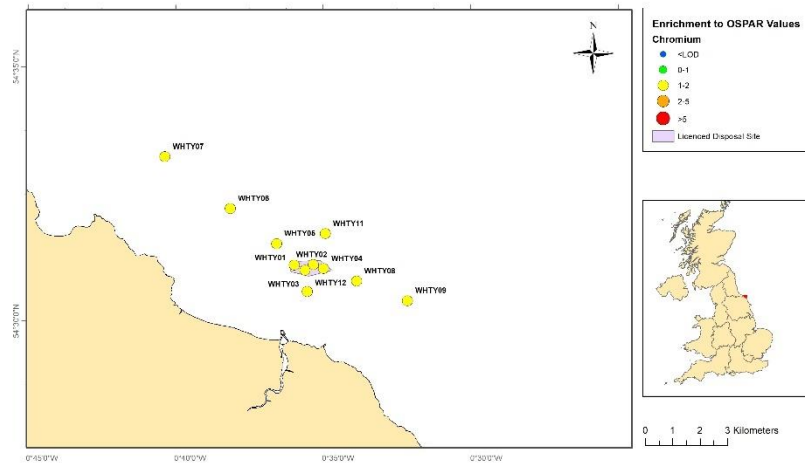 Enrichment to OSPAR Values
Chromium
<LOD
0-1
1-2
2-5
>5
Licenced Disposal Site
N
54°35'0"N
WHTY07
WHTY06
WHTY11
WHTY05
WHTY01
WHTY02
WHTY04
WHTY08
WHTY03
WHTY12
WHTY09
54°30'0"N
0°45'0"W
0°40'0"W
0°35'0"W
0°30'0"W
0 1 2 3 Kilometers